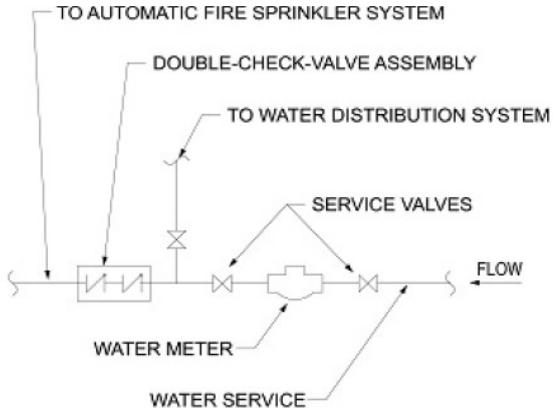 TO AUTOMATIC FIRE SPRINKLER SYSTEM
DOUBLE-CHECK-VALVE ASSEMBLY
TO WATER DISTRIBUTION SYSTEM
SERVICE VALVES
FLOW
WATER METER
WATER SERVICE